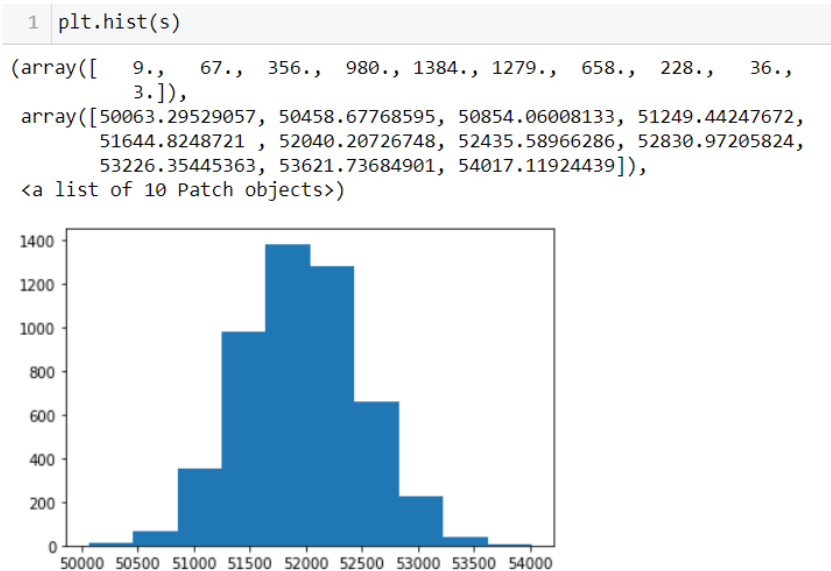 1 plt.hist(s)
(array([   9.,   67.,  356.,  980., 1384., 1279.,  658.,  228.,   36.,
           3.]),
 array([50063.29529057, 50458.67768595, 50854.06008133, 51249.44247672,
        51644.8248721 , 52040.20726748, 52435.58966286, 52830.97205824,
        53226.35445363, 53621.73684901, 54017.11924439]),
 <a list of 10 Patch objects>)
1400
1200
1000
800
600
400
200
0
50000 50500 51000 51500 52000 52500 53000 53500 54000